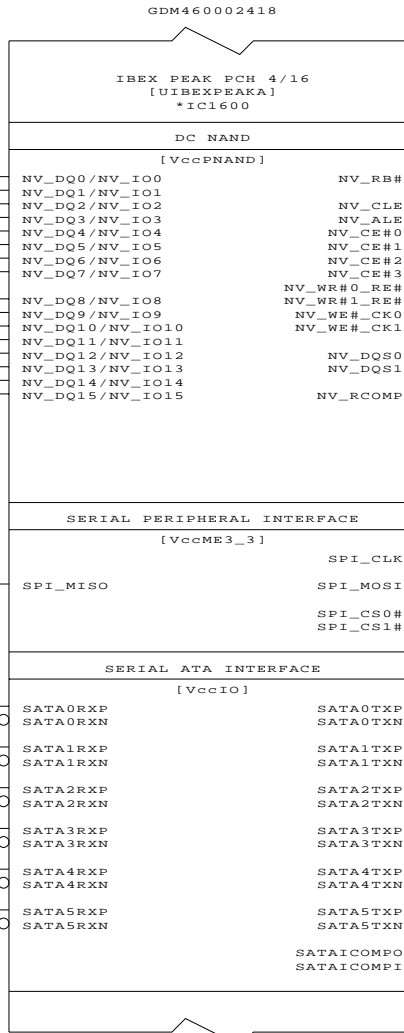 GDM460002418
IBEX PEAK PCH 4/16
[UIBEXPEAKA]
*IC1600
DC NAND
[VccPNAND]
NV_DQ0/NV_IO0 NV_RB#
NV_DQ1/NV_IO1
NV_DQ2/NV_IO2 NV_CLE
NV_DQ3/NV_IO3 NV_ALE
NV_DQ4/NV_IO4 NV_CE#0
NV_DQ5/NV_IO5 NV_CE#1
NV_DQ6/NV_IO6 NV_CE#2
NV_DQ7/NV_IO7 NV_CE#3
NV_WR#0_RE#
NV_DQ8/NV_IO8 NV_WR#1_RE#
NV_DQ9/NV_IO9 NV_WE#_CK0
NV_DQ10/NV_IO10 NV_WE#_CK1
NV_DQ11/NV_IO11
NV_DQ12/NV_IO12 NV_DQS0
NV_DQ13/NV_IO13 NV_DQS1
NV_DQ14/NV_IO14
NV_DQ15/NV_IO15 NV_RCOMP
SERIAL PERIPHERAL INTERFACE
[VccME3_3]
SPI_CLK
SPI_MISO SPI_MOSI
SPI_CS0#
SPI_CS1#
SERIAL ATA INTERFACE
[VccIO]
SATA0RXP SATA0TXP
SATA0RXN SATA0TXN
SATA1RXP SATA1TXP
SATA1RXN SATA1TXN
SATA2RXP SATA2TXP
SATA2RXN SATA2TXN
SATA3RXP SATA3TXP
SATA3RXN SATA3TXN
SATA4RXP SATA4TXP
SATA4RXN SATA4TXN
SATA5RXP SATA5TXP
SATA5RXN SATA5TXN
SATAICOMPO
SATAICOMPI